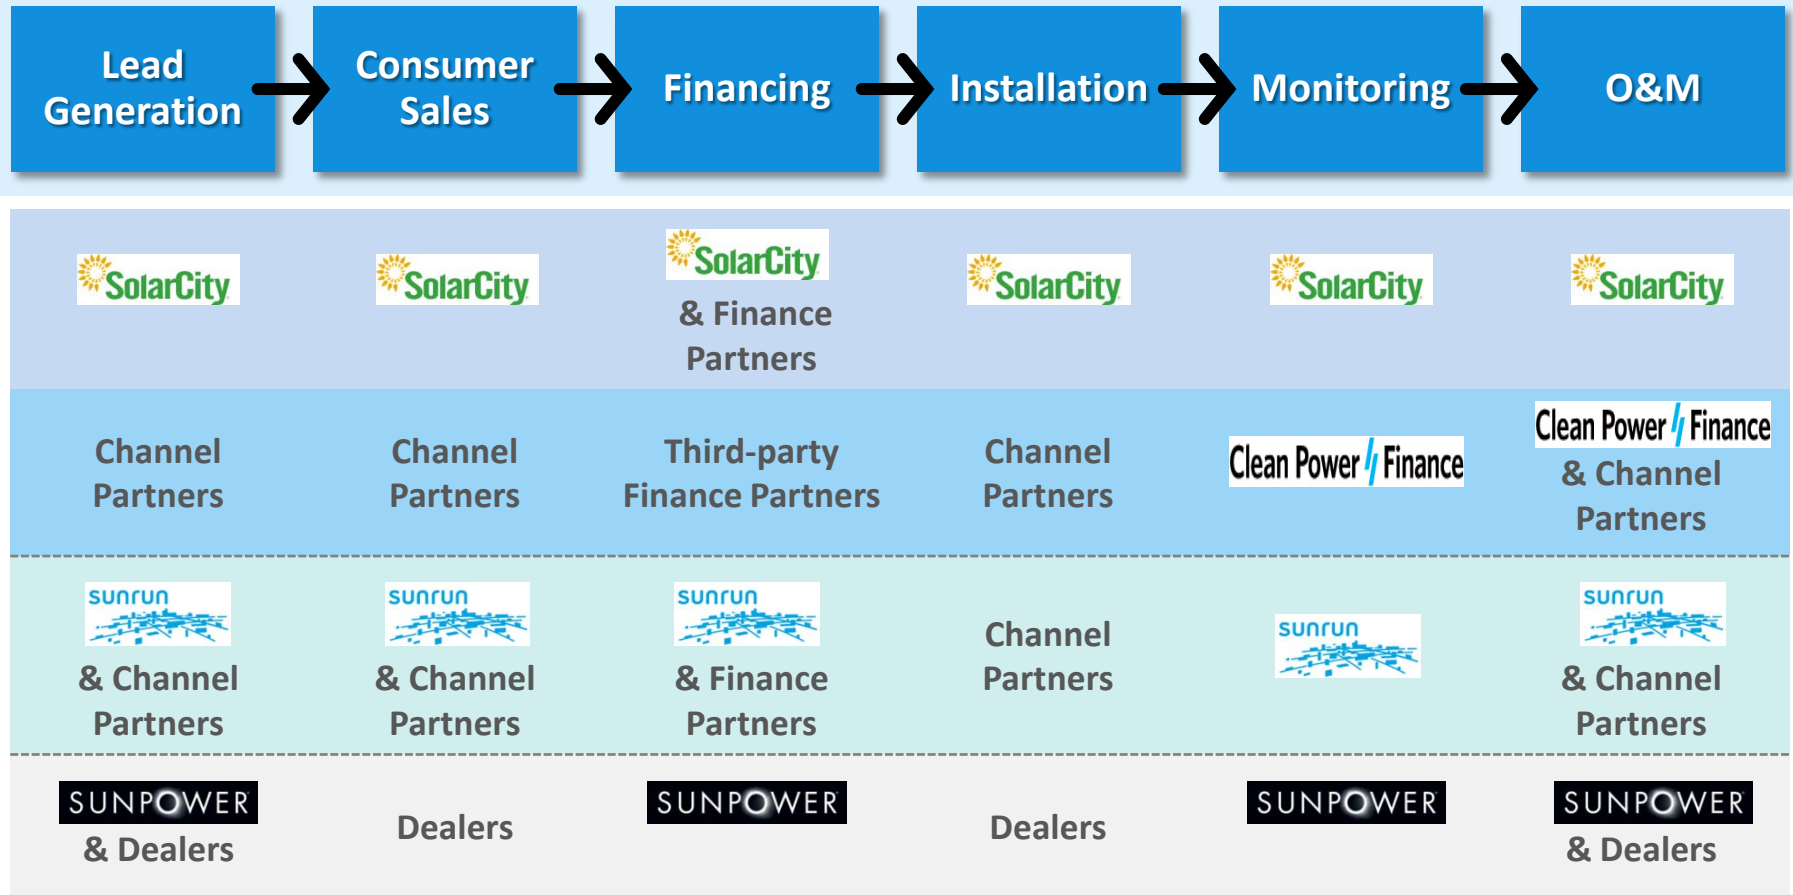 Lead
Generation
Consumer
Sales
Financing
Installation
Monitoring
O&M
SolarCity
SolarCity
SolarCity
& Finance
Partners
SolarCity
SolarCity
SolarCity
Channel
Partners
Channel
Partners
Third-party
Finance Partners
Channel
Partners
Clean Power Finance
Clean Power Finance
& Channel
Partners
sunrun
& Channel
Partners
sunrun
& Channel
Partners
sunrun
& Finance
Partners
Channel
Partners
sunrun
sunrun
& Channel
Partners
SUNPOWER
& Dealers
Dealers
SUNPOWER
Dealers
SUNPOWER
SUNPOWER
& Dealers